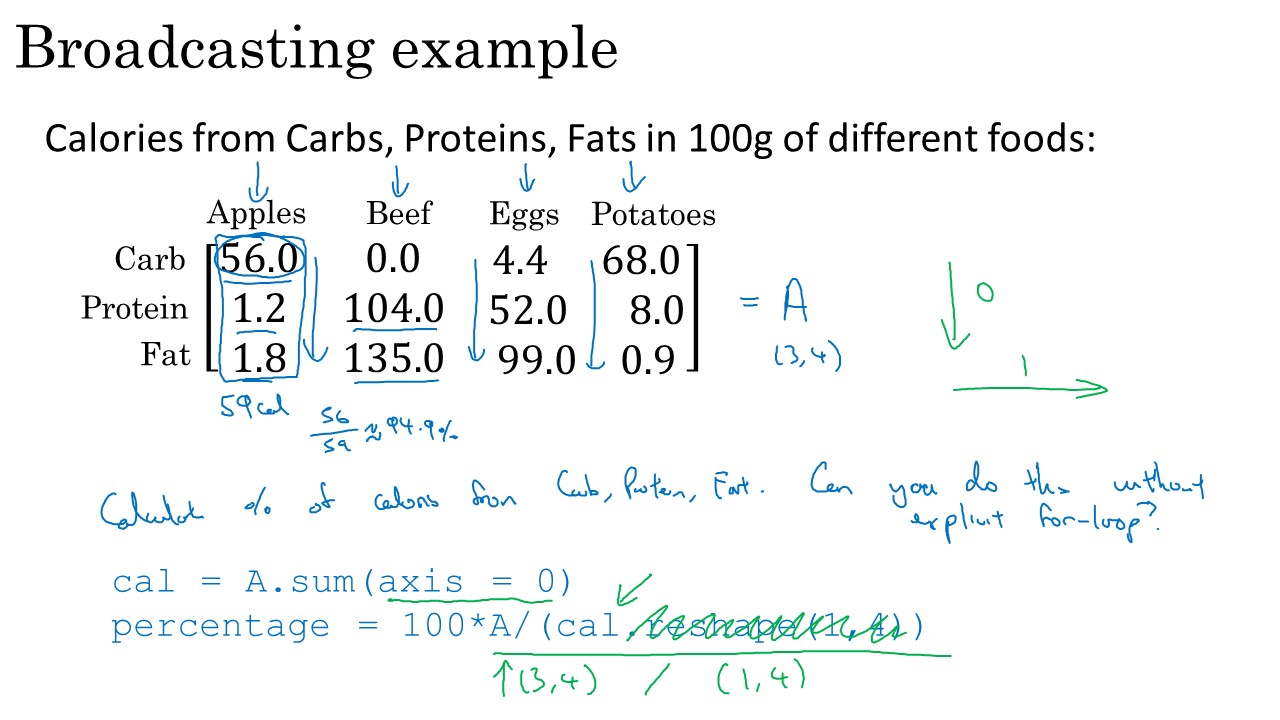 Broadcasting example
Calories from Carbs, Proteins, Fats in 100g of different foods:
Apples Beef Eggs Potatoes
Carb 56.0 0.0 4.4 68.0
Protein 1.2 104.0 52.0 8.0
Fat 1.8 135.0 99.0 0.9
= A
(3,4)
0
1
59 cal
56/59 ≈ 94.9%
Calculate % of calories from Carb, Protein, Fat. Can you do this without
explicit for-loop?
cal = A.sum(axis = 0)
percentage = 100*A/(cal.reshape(1,4))
↑(3,4) / (1,4)